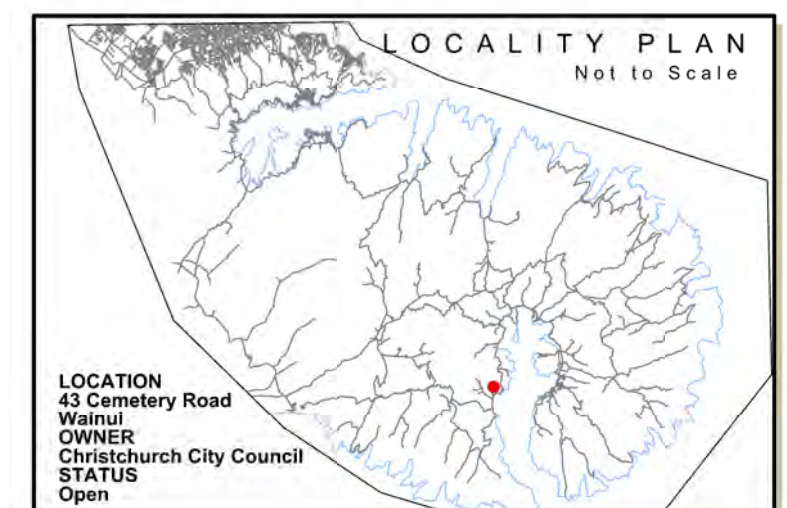 LOCALITY PLAN
Not to Scale
LOCATION
43 Cemetery Road
Wainui
OWNER
Christchurch City Council
STATUS
Open